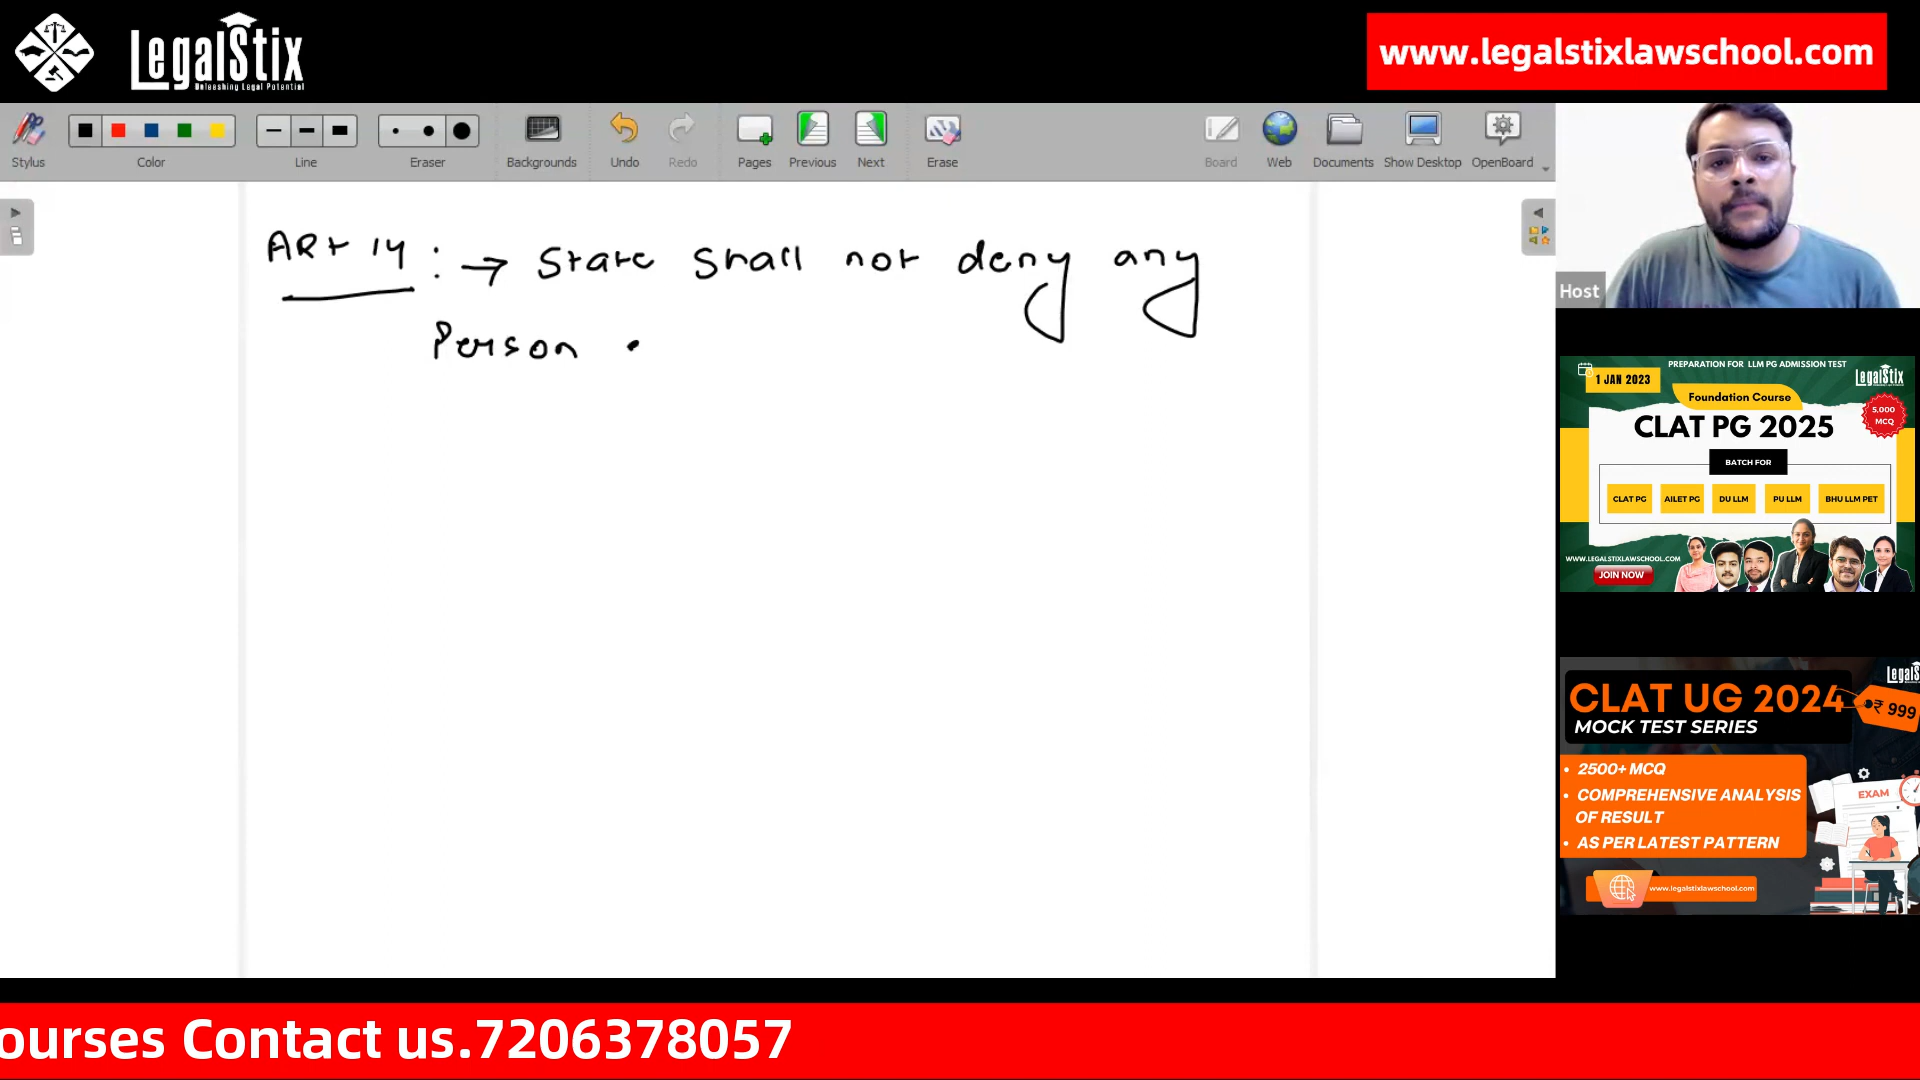 LegalStix
Unleashing Legal Potential
www.legalstixlawschool.com
Stylus
Color
Line
Eraser
Backgrounds
Undo
Redo
Pages
Previous
Next
Erase
Board
Web
Documents
Show Desktop
OpenBoard
ARt 14 : → State Shall not deny any
Person
Host
1 JAN 2023
PREPARATION FOR LLM PG ADMISSION TEST
LegalStix
Foundation Course
CLAT PG 2025
5,000
MCQ
BATCH FOR
CLAT PG
AILET PG
DU LLM
PU LLM
BHU LLM PET
WWW.LEGALSTIXLAWSCHOOL.COM
JOIN NOW
LegalS
CLAT UG 2024
₹ 999
MOCK TEST SERIES
• 2500+ MCQ
• COMPREHENSIVE ANALYSIS
OF RESULT
• AS PER LATEST PATTERN
EXAM
www.legalstixlawschool.com
ourses Contact us.7206378057